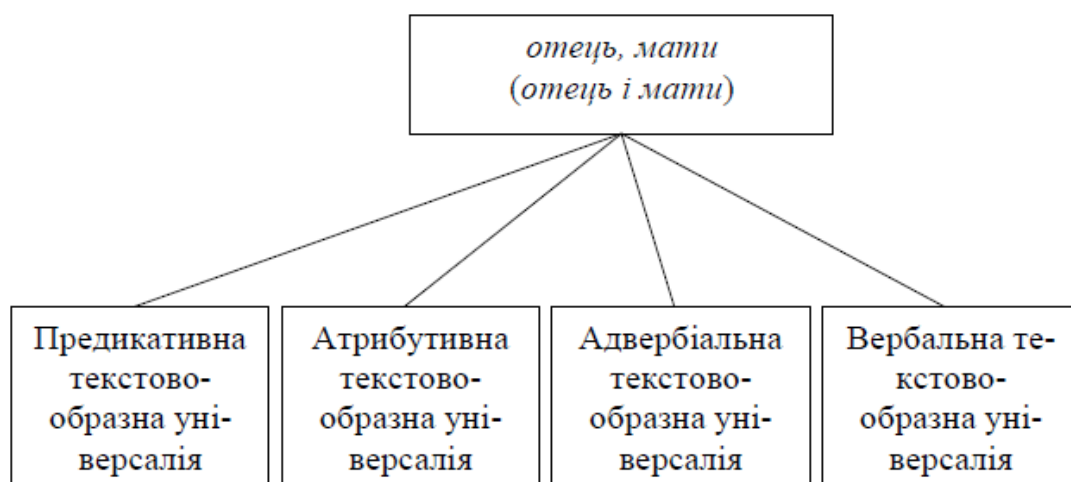 отець, мати
(отець і мати)
Предикативна
текстово-
образна уні-
версалія
Атрибутивна
текстово-
образна уні-
версалія
Адвербіальна
текстово-
образна уні-
версалія
Вербальна те-
кстово-
образна уні-
версалія